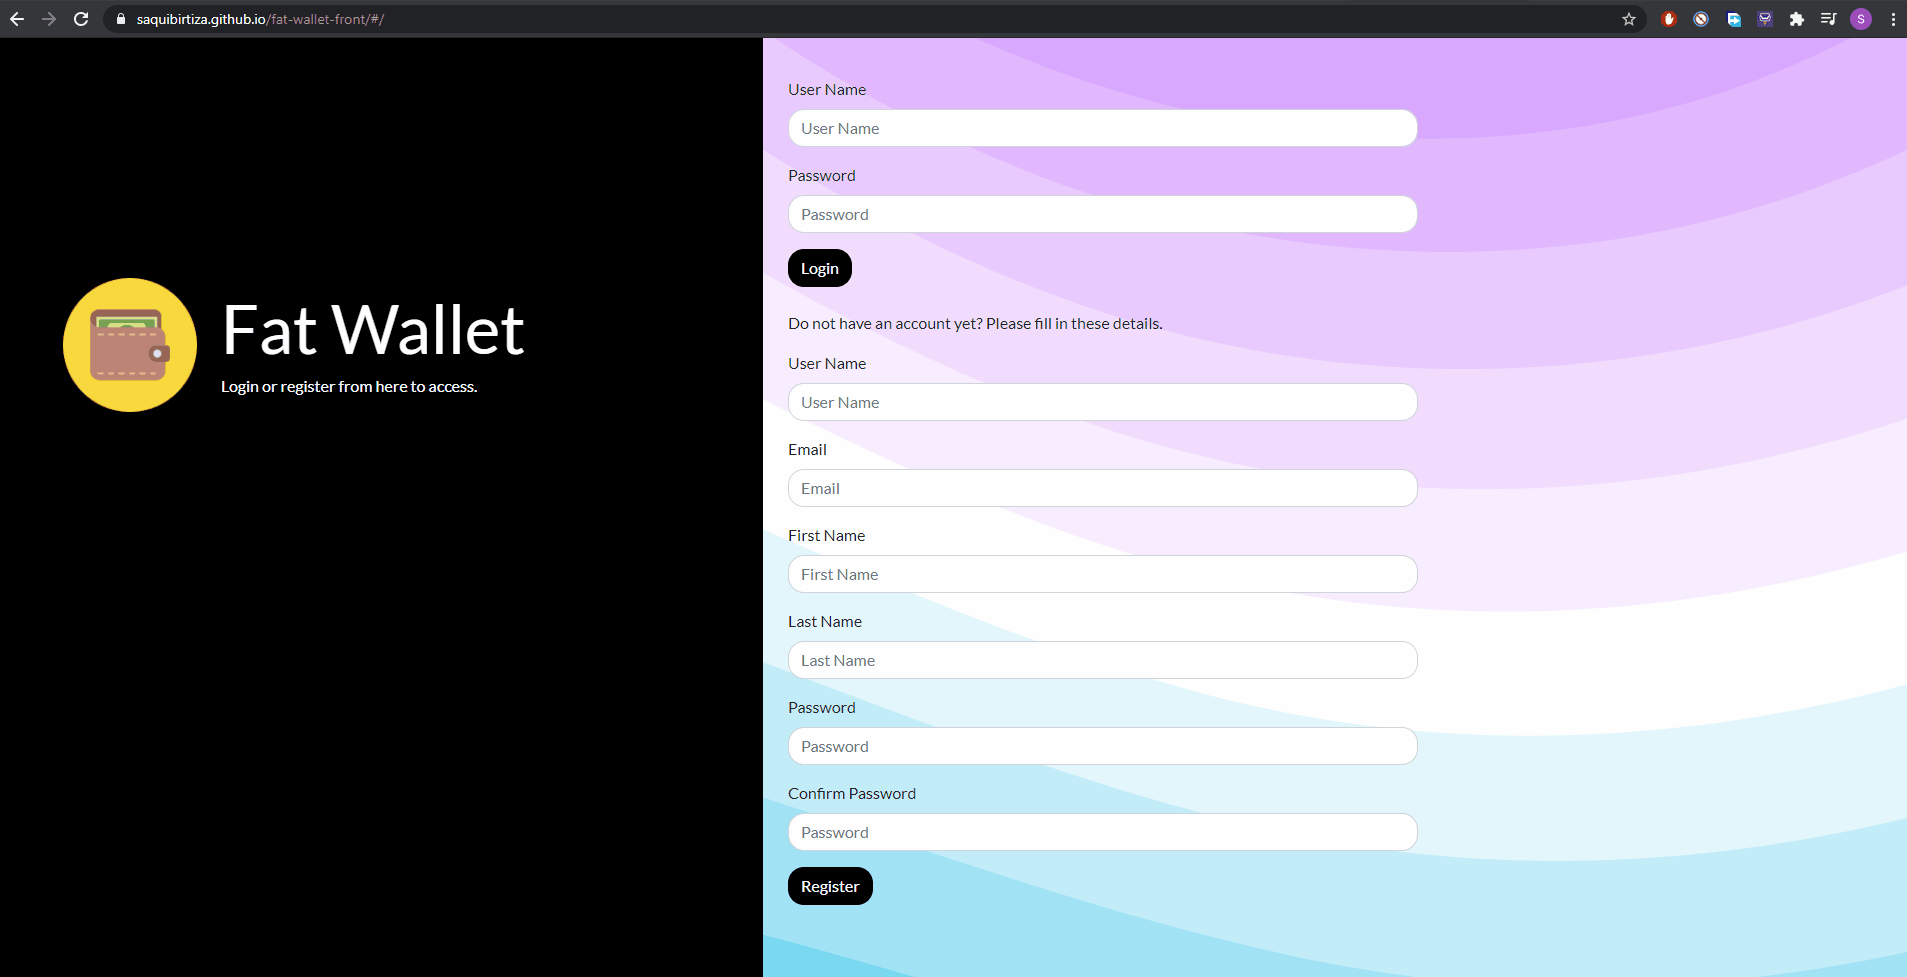 saquibirtiza.github.io/fat-wallet-front/#/
S
Fat Wallet
Login or register from here to access.
User Name
User Name
Password
Password
Login
Do not have an account yet? Please fill in these details.
User Name
User Name
Email
Email
First Name
First Name
Last Name
Last Name
Password
Password
Confirm Password
Password
Register